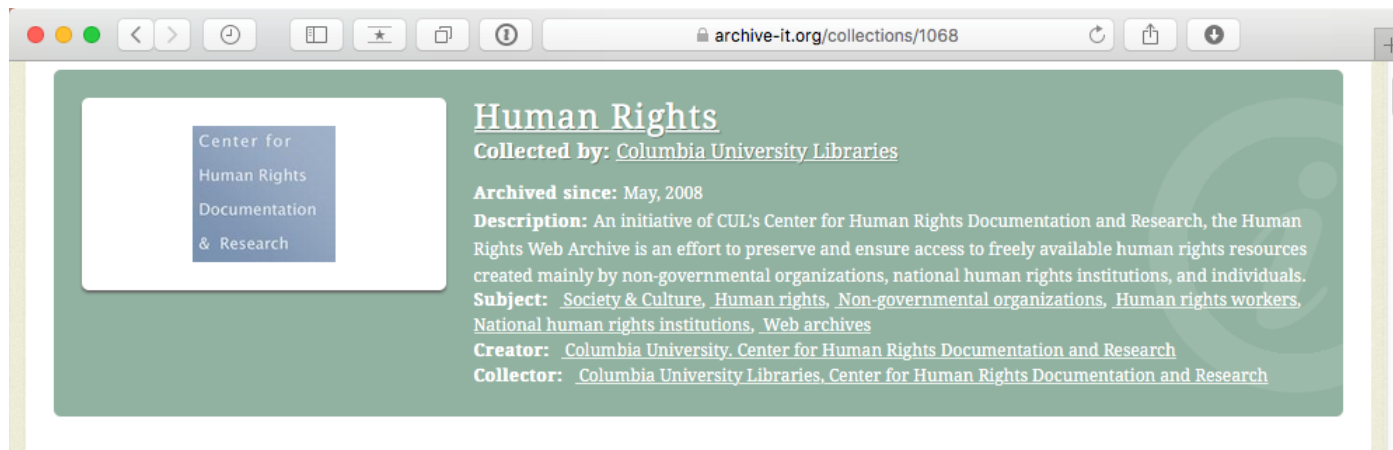 archive-it.org/collections/1068
Center for
Human Rights
Documentation
& Research
Human Rights
Collected by: Columbia University Libraries
Archived since: May, 2008
Description: An initiative of CUL's Center for Human Rights Documentation and Research, the Human
Rights Web Archive is an effort to preserve and ensure access to freely available human rights resources
created mainly by non-governmental organizations, national human rights institutions, and individuals.
Subject: Society & Culture, Human rights, Non-governmental organizations, Human rights workers,
National human rights institutions, Web archives
Creator: Columbia University. Center for Human Rights Documentation and Research
Collector: Columbia University Libraries, Center for Human Rights Documentation and Research